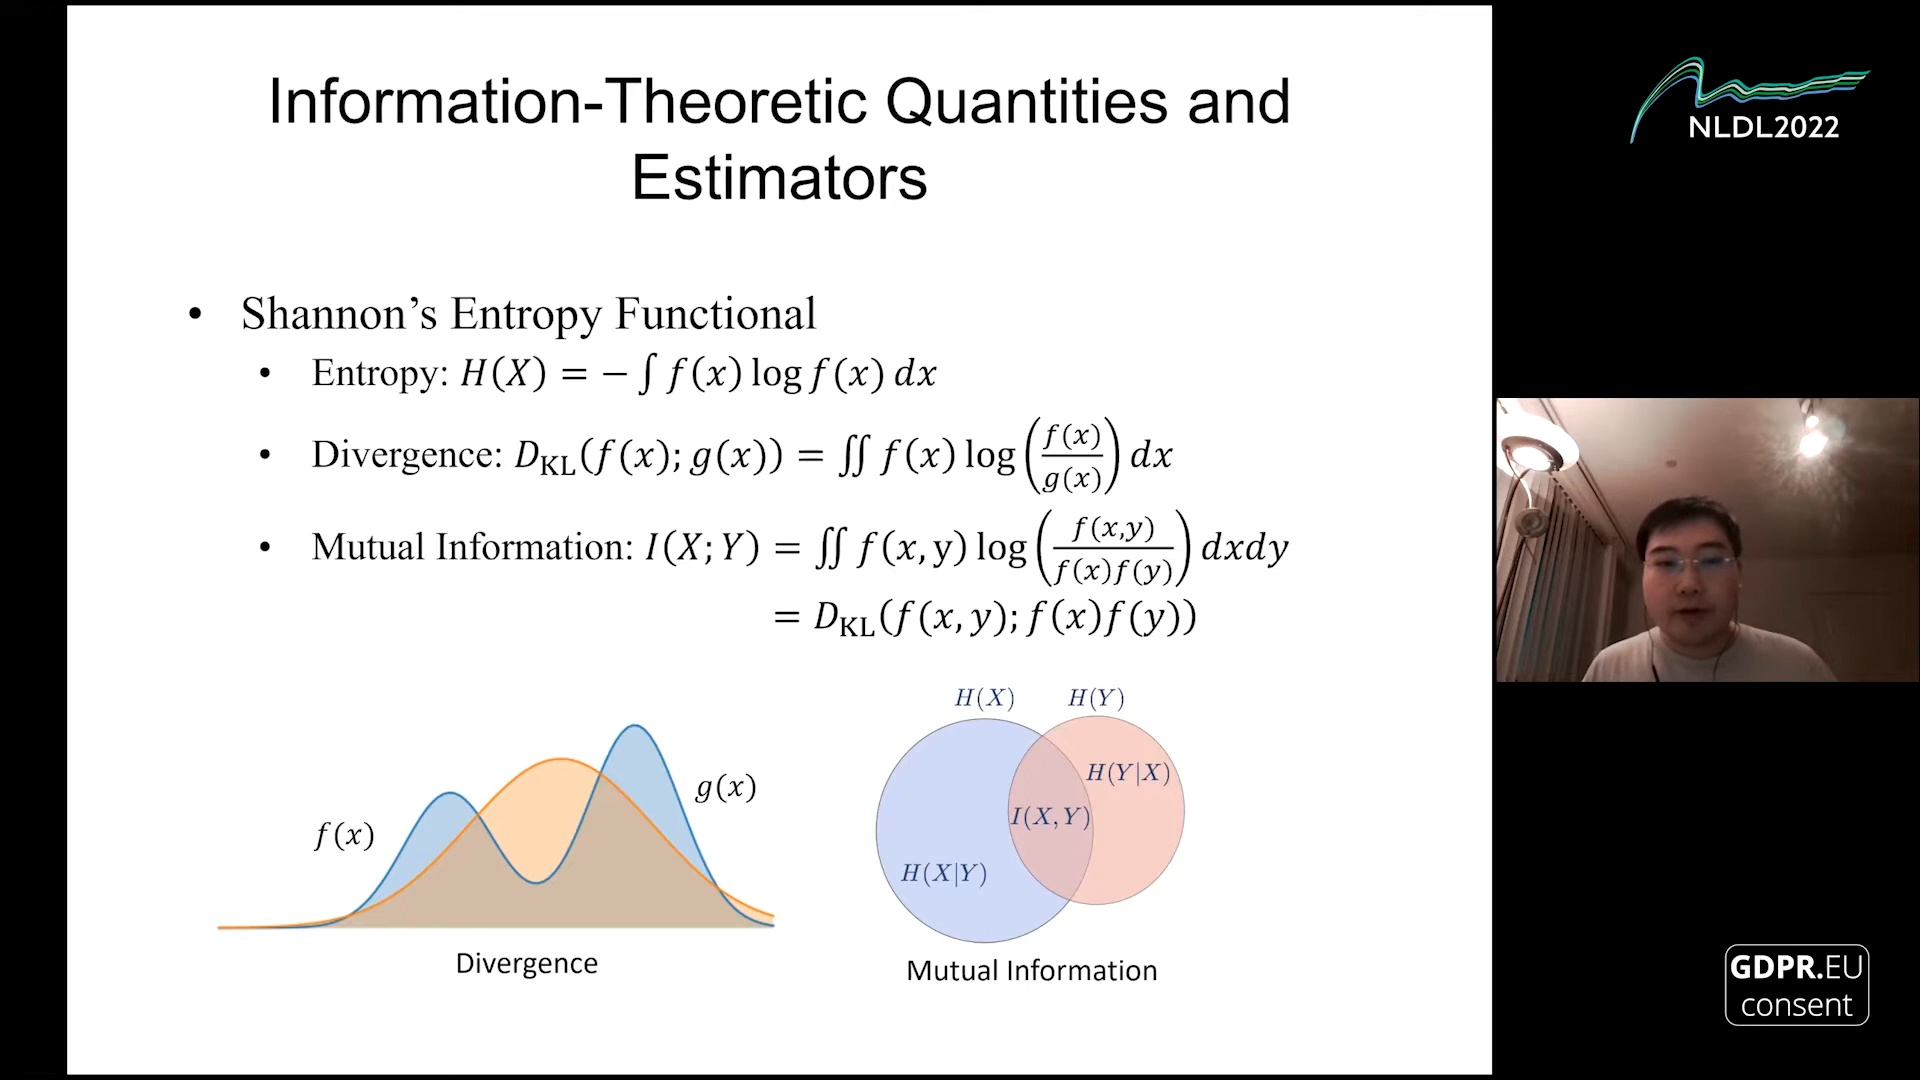 Information-Theoretic Quantities and
Estimators
• Shannon’s Entropy Functional
• Entropy: H(X) = − ∫ f(x) log f(x) dx
• Divergence: D_KL(f(x); g(x)) = ∬ f(x) log (f(x)/g(x)) dx
• Mutual Information: I(X; Y) = ∬ f(x, y) log (f(x,y)/f(x)f(y)) dxdy
= D_KL(f(x, y); f(x)f(y))
f(x)
g(x)
Divergence
H(X)
H(Y)
H(Y|X)
I(X,Y)
H(X|Y)
Mutual Information
NLDL2022
GDPR.EU
consent